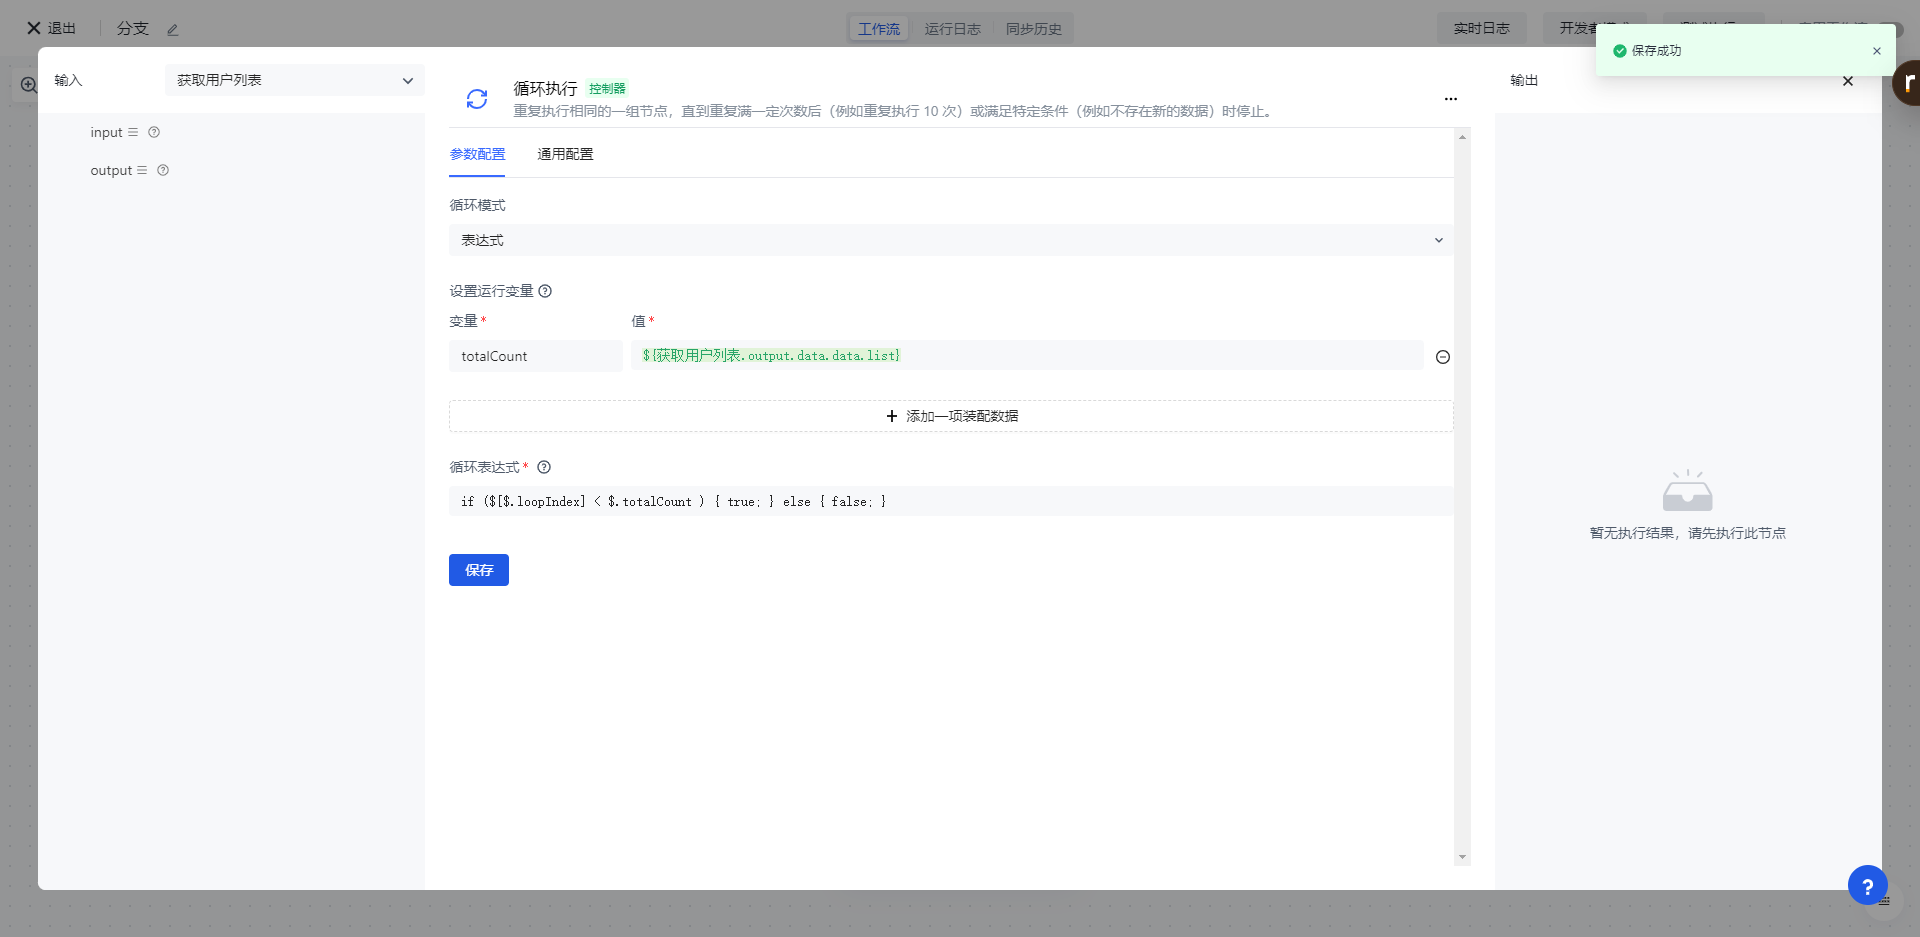 退出
分支
工作流
运行日志
同步历史
实时日志
保存成功
输入
获取用户列表
input
output
循环执行
控制器
重复执行相同的一组节点，直到重复满一定次数后（例如重复执行 10 次）或满足特定条件（例如不存在新的数据）时停止。
参数配置
通用配置
循环模式
表达式
设置运行变量
变量*
值*
totalCount
${获取用户列表.output.data.data.list}
添加一项装配数据
循环表达式*
if ($[$.loopIndex] < $.totalCount ) { true; } else { false; }
保存
输出
暂无执行结果，请先执行此节点